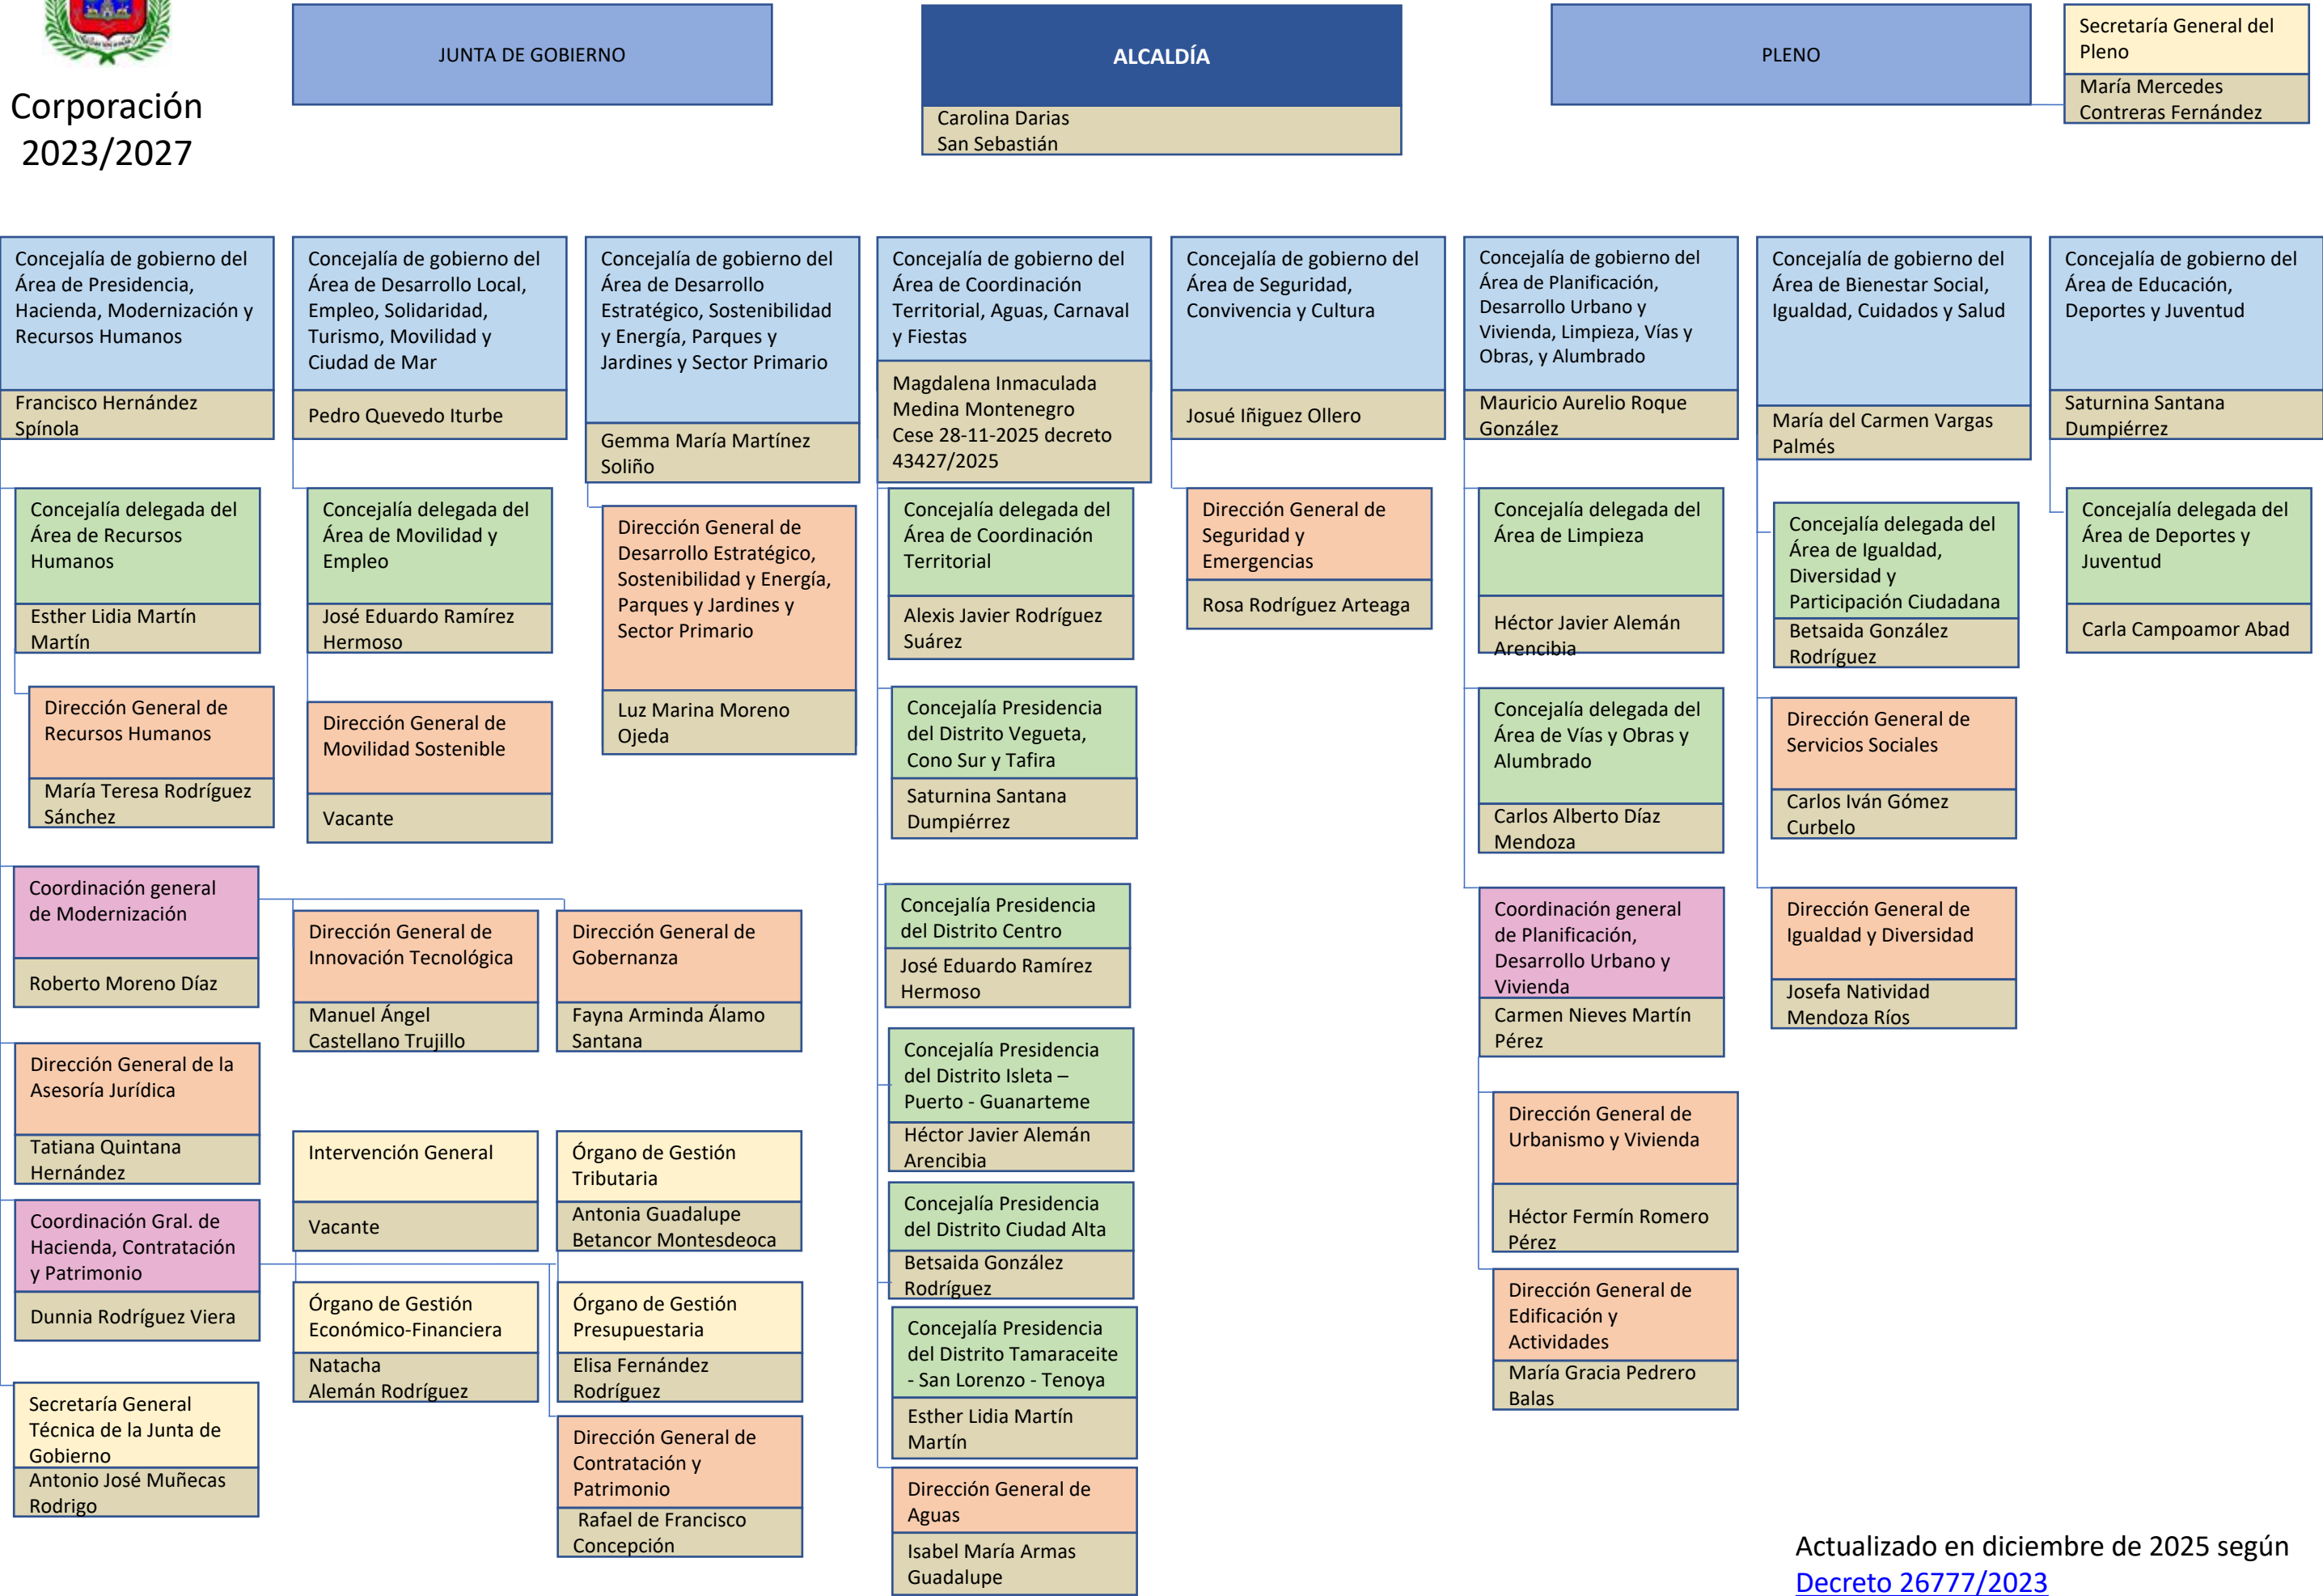 Corporación
2023/2027
JUNTA DE GOBIERNO
ALCALDÍA
Carolina Darias
San Sebastián
PLENO
Secretaría General del
Pleno
María Mercedes
Contreras Fernández
Concejalía de gobierno del
Área de Presidencia,
Hacienda, Modernización y
Recursos Humanos
Francisco Hernández
Spínola
Concejalía delegada del
Área de Recursos
Humanos
Esther Lidia Martín
Martín
Dirección General de
Recursos Humanos
María Teresa Rodríguez
Sánchez
Coordinación general
de Modernización
Roberto Moreno Díaz
Dirección General de
Innovación Tecnológica
Manuel Ángel
Castellano Trujillo
Dirección General de
Gobernanza
Fayna Arminda Álamo
Santana
Dirección General de la
Asesoría Jurídica
Tatiana Quintana
Hernández
Coordinación Gral. de
Hacienda, Contratación
y Patrimonio
Dunnia Rodríguez Viera
Intervención General
Vacante
Órgano de Gestión
Tributaria
Antonia Guadalupe
Betancor Montesdeoca
Órgano de Gestión
Económico-Financiera
Natacha
Alemán Rodríguez
Órgano de Gestión
Presupuestaria
Elisa Fernández
Rodríguez
Dirección General de
Contratación y
Patrimonio
Rafael de Francisco
Concepción
Secretaría General
Técnica de la Junta de
Gobierno
Antonio José Muñecas
Rodrigo
Concejalía de gobierno del
Área de Desarrollo Local,
Empleo, Solidaridad,
Turismo, Movilidad y
Ciudad de Mar
Pedro Quevedo Iturbe
Concejalía delegada del
Área de Movilidad y
Empleo
José Eduardo Ramírez
Hermoso
Dirección General de
Movilidad Sostenible
Vacante
Concejalía de gobierno del
Área de Desarrollo
Estratégico, Sostenibilidad
y Energía, Parques y
Jardines y Sector Primario
Gemma María Martínez
Soliño
Dirección General de
Desarrollo Estratégico,
Sostenibilidad y Energía,
Parques y Jardines y
Sector Primario
Luz Marina Moreno
Ojeda
Concejalía de gobierno del
Área de Coordinación
Territorial, Aguas, Carnaval
y Fiestas
Magdalena Inmaculada
Medina Montenegro
Cese 28-11-2025 decreto
43427/2025
Concejalía delegada del
Área de Coordinación
Territorial
Alexis Javier Rodríguez
Suárez
Concejalía Presidencia
del Distrito Vegueta,
Cono Sur y Tafira
Saturnina Santana
Dumpiérrez
Concejalía Presidencia
del Distrito Centro
José Eduardo Ramírez
Hermoso
Concejalía Presidencia
del Distrito Isleta –
Puerto - Guanarteme
Héctor Javier Alemán
Arencibia
Concejalía Presidencia
del Distrito Ciudad Alta
Betsaida González
Rodríguez
Concejalía Presidencia
del Distrito Tamaraceite
- San Lorenzo - Tenoya
Esther Lidia Martín
Martín
Dirección General de
Aguas
Isabel María Armas
Guadalupe
Concejalía de gobierno del
Área de Seguridad,
Convivencia y Cultura
Josué Iñiguez Ollero
Dirección General de
Seguridad y
Emergencias
Rosa Rodríguez Arteaga
Concejalía de gobierno del
Área de Planificación,
Desarrollo Urbano y
Vivienda, Limpieza, Vías y
Obras, y Alumbrado
Mauricio Aurelio Roque
González
Concejalía delegada del
Área de Limpieza
Héctor Javier Alemán
Arencibia
Concejalía delegada del
Área de Vías y Obras y
Alumbrado
Carlos Alberto Díaz
Mendoza
Coordinación general
de Planificación,
Desarrollo Urbano y
Vivienda
Carmen Nieves Martín
Pérez
Dirección General de
Urbanismo y Vivienda
Héctor Fermín Romero
Pérez
Dirección General de
Edificación y
Actividades
María Gracia Pedrero
Balas
Concejalía de gobierno del
Área de Bienestar Social,
Igualdad, Cuidados y Salud
María del Carmen Vargas
Palmés
Concejalía delegada del
Área de Igualdad,
Diversidad y
Participación Ciudadana
Betsaida González
Rodríguez
Dirección General de
Servicios Sociales
Carlos Iván Gómez
Curbelo
Dirección General de
Igualdad y Diversidad
Josefa Natividad
Mendoza Ríos
Concejalía de gobierno del
Área de Educación,
Deportes y Juventud
Saturnina Santana
Dumpiérrez
Concejalía delegada del
Área de Deportes y
Juventud
Carla Campoamor Abad
Actualizado en diciembre de 2025 según
Decreto 26777/2023